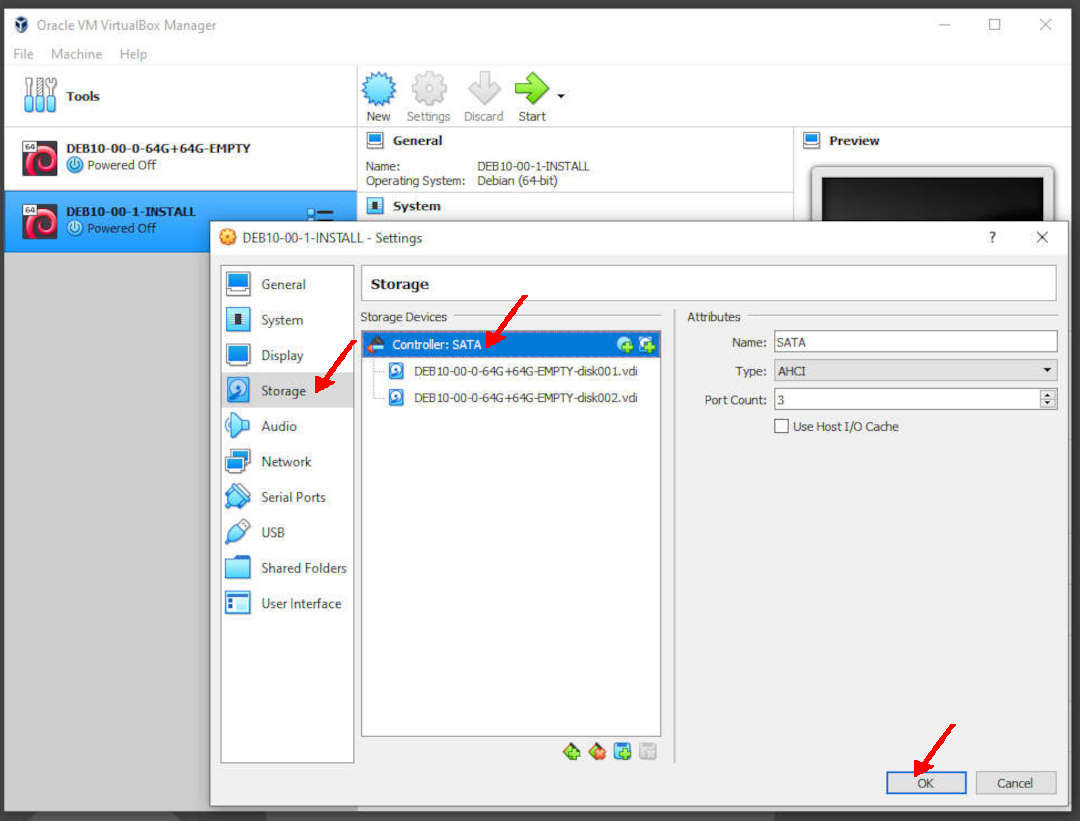 Oracle VM VirtualBox Manager
File Machine Help
Tools
New Settings Discard Start
64
DEB10-00-0-64G+64G-EMPTY
Powered Off
64
DEB10-00-1-INSTALL
Powered Off
General
Name: DEB10-00-1-INSTALL
Operating System: Debian (64-bit)
System
Preview
DEB10-00-1-INSTALL - Settings
?
General
System
Display
Storage
Audio
Network
Serial Ports
USB
Shared Folders
User Interface
Storage
Storage Devices
Controller: SATA
DEB10-00-0-64G+64G-EMPTY-disk001.vdi
DEB10-00-0-64G+64G-EMPTY-disk002.vdi
Attributes
Name: SATA
Type: AHCI
Port Count: 3
Use Host I/O Cache
OK Cancel